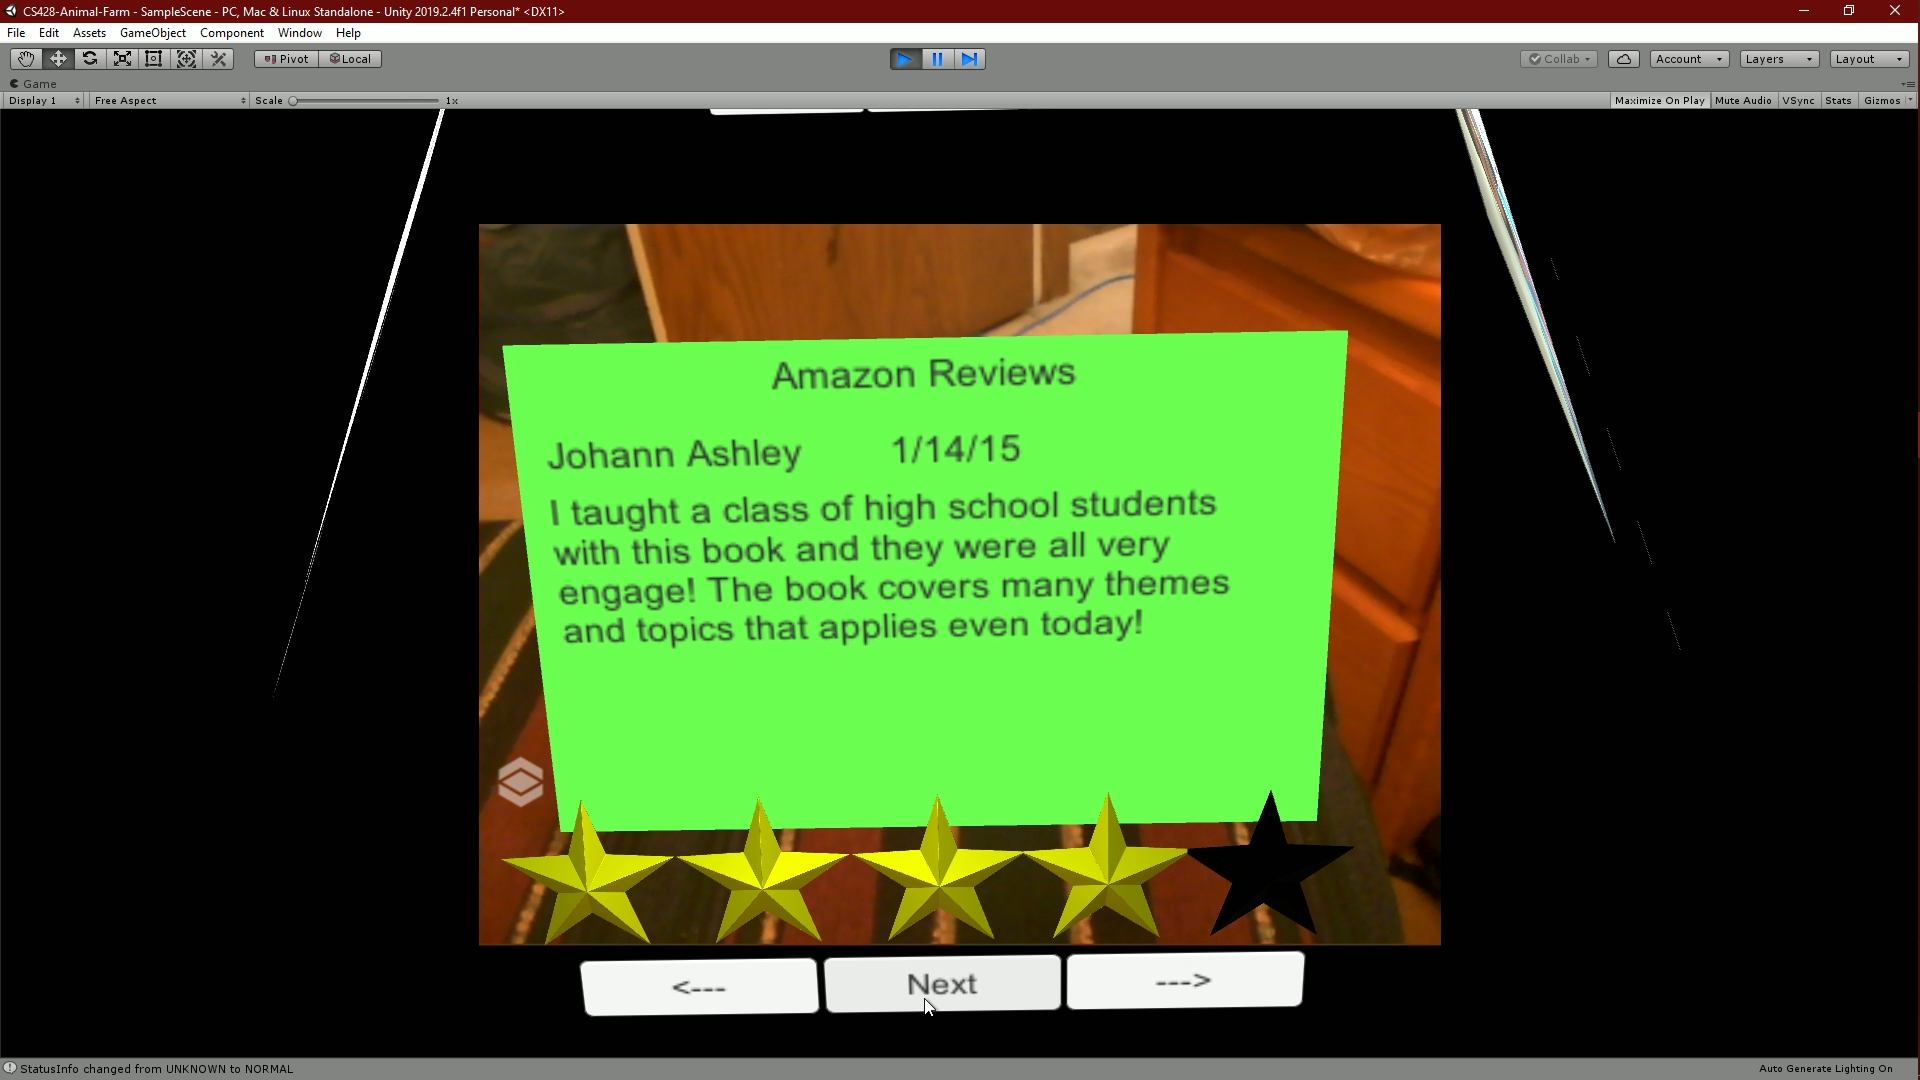 CS428-Animal-Farm - SampleScene - PC, Mac & Linux Standalone - Unity 2019.2.4f1 Personal* <DX11>
File Edit Assets GameObject Component Window Help
Pivot Local Collab Account Layers Layout
Game
Display 1 Free Aspect Scale 1x Maximize On Play Mute Audio VSync Stats Gizmos
Amazon Reviews
Johann Ashley 1/14/15
I taught a class of high school students
with this book and they were all very
engage! The book covers many themes
and topics that applies even today!
<--- Next --->
StatusInfo changed from UNKNOWN to NORMAL Auto Generate Lighting On